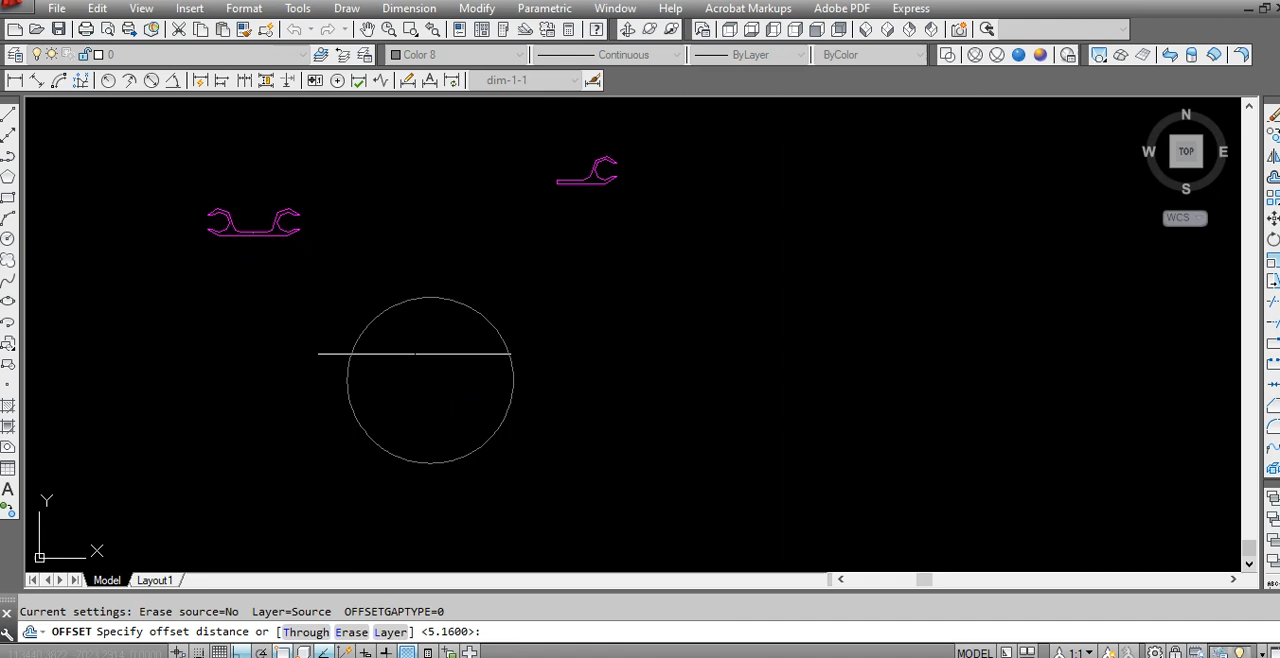 File Edit View Insert Format Tools Draw Dimension Modify Parametric Window Help Acrobat Markups Adobe PDF Express
0 Color 8 Continuous ByLayer ByColor
dim-1-1
N
W TOP E
S
WCS
Y
X
Model Layout1
Current settings: Erase source=No Layer=Source OFFSETGAPTYPE=0
OFFSET Specify offset distance or [Through Erase Layer] <5.1600>:
MODEL 1:1